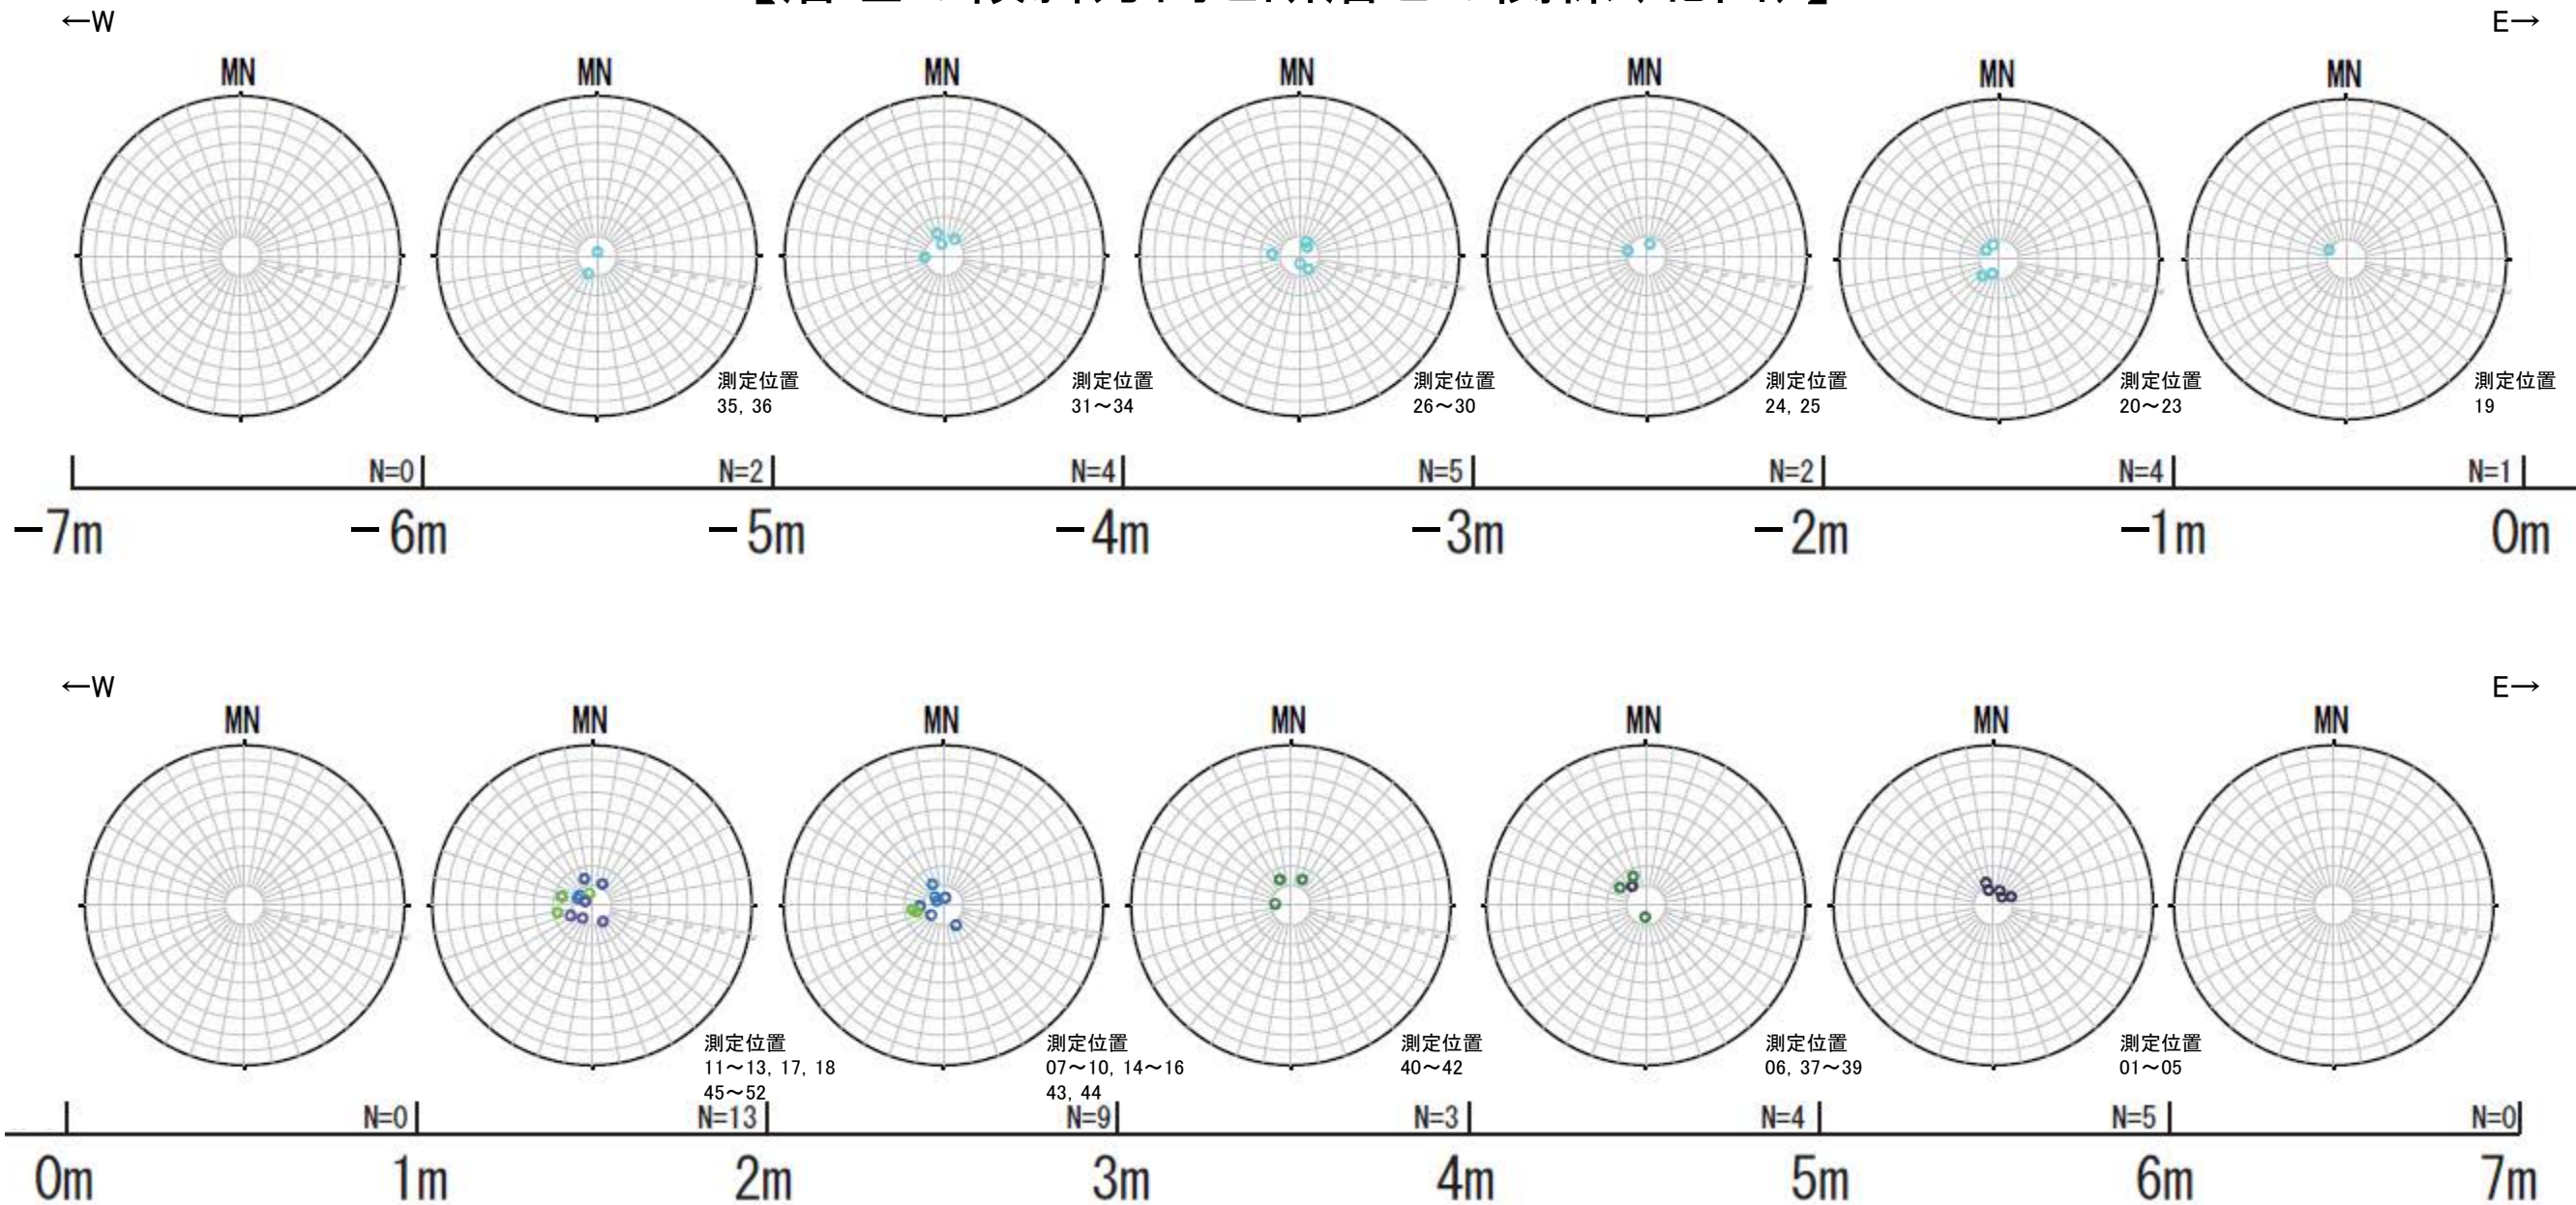 ←W
E→
MN
MN
MN
MN
MN
MN
MN
測定位置
35, 36
測定位置
31～34
測定位置
26～30
測定位置
24, 25
測定位置
20～23
測定位置
19
N=0
N=2
N=4
N=5
N=2
N=4
N=1
−7m
−6m
−5m
−4m
−3m
−2m
−1m
0m
←W
E→
MN
MN
MN
MN
MN
MN
MN
測定位置
11～13, 17, 18
45～52
測定位置
07～10, 14～16
43, 44
測定位置
40～42
測定位置
06, 37～39
測定位置
01～05
N=0
N=13
N=9
N=3
N=4
N=5
N=0
0m
1m
2m
3m
4m
5m
6m
7m